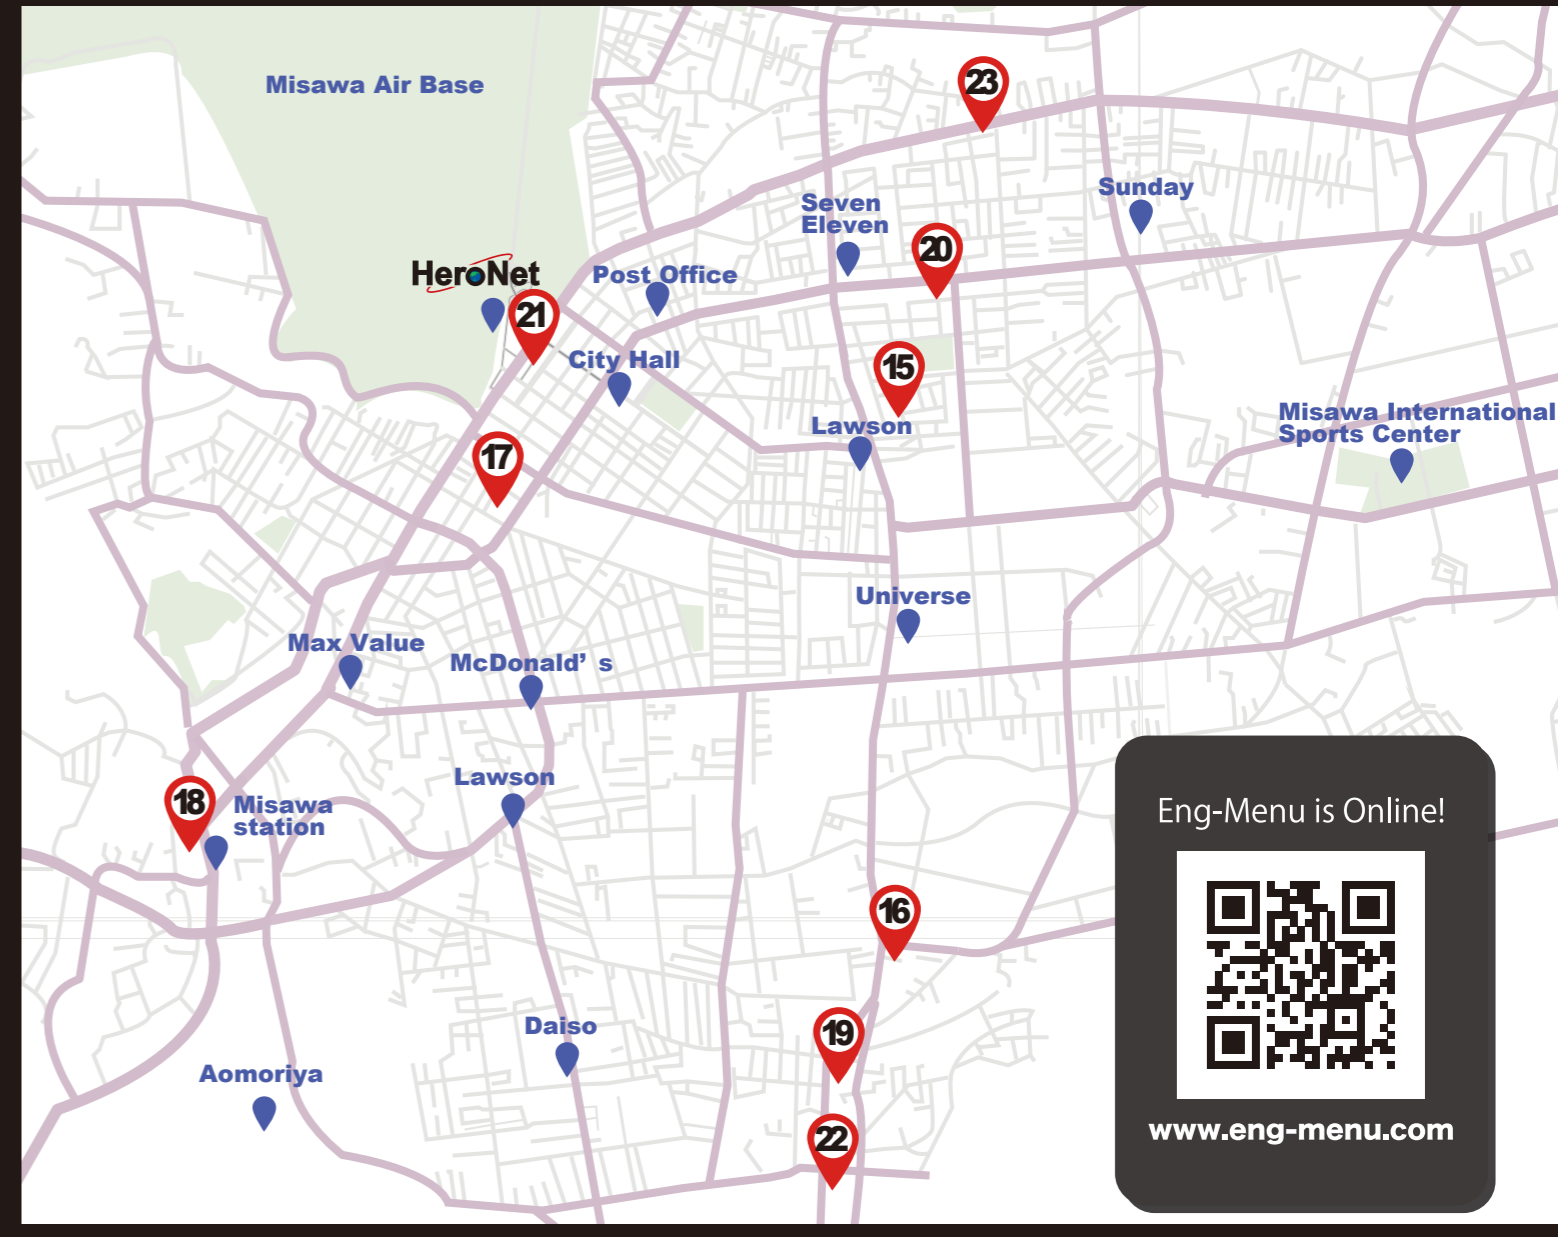 Misawa Air Base
23
Sunday
Seven
Eleven
20
HeroNet
Post Office
21
City Hall
15
Misawa International
Sports Center
Lawson
17
Universe
Max Value
McDonald’ s
Lawson
18
Misawa
station
Eng-Menu is Online!
16
Daiso
19
Aomoriya
22
www.eng-menu.com